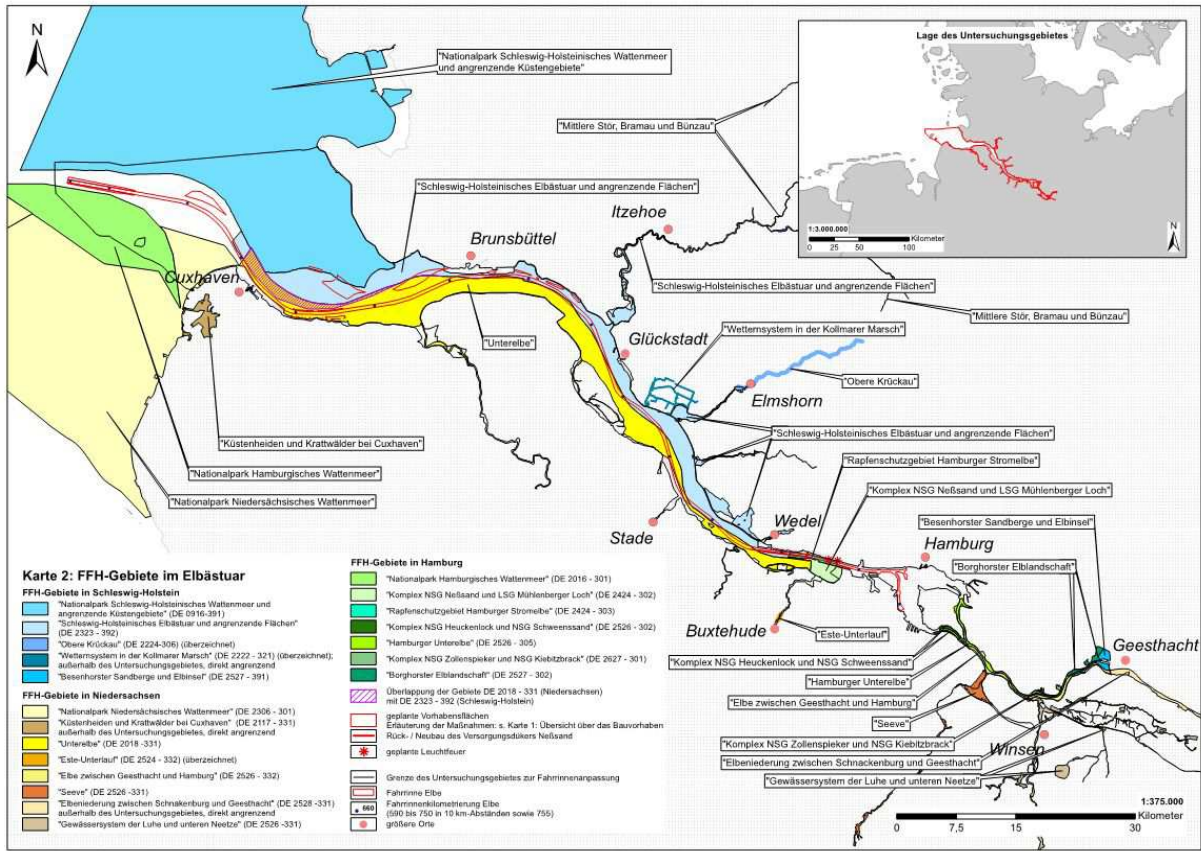 N
Lage des Untersuchungsgebietes
1:3.000.000
0 25 50 100
Kilometer
N
"Nationalpark Schleswig-Holsteinisches Wattenmeer
und angrenzende Küstengebiete"
"Mittlere Stör, Bramau und Bünzau"
"Schleswig-Holsteinisches Elbästuar und angrenzende Flächen"
Itzehoe
Brunsbüttel
Cuxhaven
"Schleswig-Holsteinisches Elbästuar und angrenzende Flächen"
"Mittlere Stör, Bramau und Bünzau"
"Wetternsystem in der Kollmarer Marsch"
"Unterelbe"
Glückstadt
"Obere Krückau"
Elmshorn
"Küstenheiden und Krattwälder bei Cuxhaven"
"Schleswig-Holsteinisches Elbästuar und angrenzende Flächen"
"Rapfenschutzgebiet Hamburger Stromelbe"
"Nationalpark Hamburgisches Wattenmeer"
"Komplex NSG Neßsand und LSG Mühlenberger Loch"
"Nationalpark Niedersächsisches Wattenmeer"
Wedel
"Besenhorster Sandberge und Elbinsel"
Stade
Hamburg
"Borghorster Elblandschaft"
Buxtehude
"Este-Unterlauf"
Geesthacht
"Komplex NSG Heuckenlock und NSG Schweensand"
"Hamburger Unterelbe"
"Elbe zwischen Geesthacht und Hamburg"
"Seeve"
"Komplex NSG Zollenspieker und NSG Kiebitzbrack"
Winsen
"Elbeniederung zwischen Schnackenburg und Geesthacht"
"Gewässersystem der Luhe und unteren Neetze"
1:375.000
0 7,5 15 30
Kilometer
Karte 2: FFH-Gebiete im Elbästuar
FFH-Gebiete in Schleswig-Holstein
"Nationalpark Schleswig-Holsteinisches Wattenmeer und
angrenzende Küstengebiete" (DE 0916-391)
"Schleswig-Holsteinisches Elbästuar und angrenzende Flächen"
(DE 2323 - 392)
"Obere Krückau" (DE 2224-306) (überzeichnet)
"Wetternsystem in der Kollmarer Marsch" (DE 2222 - 321) (überzeichnet);
außerhalb des Untersuchungsgebietes, direkt angrenzend
"Besenhorster Sandberge und Elbinsel" (DE 2527 - 391)
FFH-Gebiete in Niedersachsen
"Nationalpark Niedersächsisches Wattenmeer" (DE 2306 - 301)
"Küstenheiden und Krattwälder bei Cuxhaven" (DE 2117 - 331)
außerhalb des Untersuchungsgebietes, direkt angrenzend
"Unterelbe" (DE 2018 -331)
"Este-Unterlauf" (DE 2524 - 332) (überzeichnet)
"Elbe zwischen Geesthacht und Hamburg" (DE 2526 - 332)
"Seeve" (DE 2526 -331)
"Elbeniederung zwischen Schnakenburg und Geesthacht" (DE 2528 -331)
außerhalb des Untersuchungsgebietes, direkt angrenzend
"Gewässersystem der Luhe und unteren Neetze" (DE 2526 -331)
FFH-Gebiete in Hamburg
"Nationalpark Hamburgisches Wattenmeer" (DE 2016 - 301)
"Komplex NSG Neßsand und LSG Mühlenberger Loch" (DE 2424 - 302)
"Rapfenschutzgebiet Hamburger Stromelbe" (DE 2424 - 303)
"Komplex NSG Heuckenlock und NSG Schweenssand" (DE 2526 - 302)
"Hamburger Unterelbe" (DE 2526 - 305)
"Komplex NSG Zollenspieker und NSG Kiebitzbrack" (DE 2627 - 301)
"Borghorster Elblandschaft" (DE 2527 - 302)
Überlappung der Gebiete DE 2018 - 331 (Niedersachsen)
mit DE 2323 - 392 (Schleswig-Holstein)
geplante Vorhabensflächen
Erläuterung der Maßnahmen: s. Karte 1: Übersicht über das Bauvorhaben
Rück- / Neubau des Versorgungsdükers Neßsand
geplante Leuchtfeuer
Grenze des Untersuchungsgebietes zur Fahrrinnenanpassung
Fahrrinne Elbe
660
Fahrrinnenkilometrierung Elbe
(590 bis 750 in 10 km-Abständen sowie 755)
größere Orte